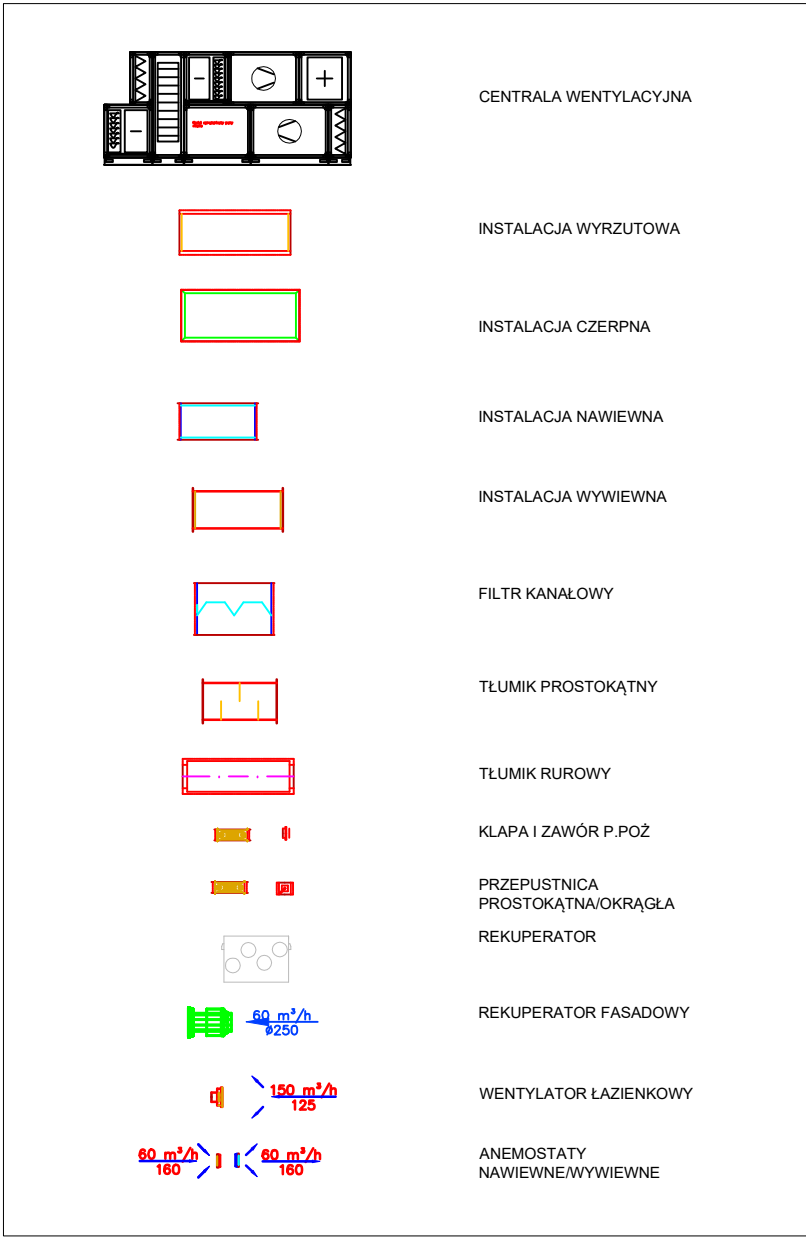 CENTRALA WENTYLACYJNA
INSTALACJA WYRZUTOWA
INSTALACJA CZERPNA
INSTALACJA NAWIEWNA
INSTALACJA WYWIEWNA
FILTR KANAŁOWY
TŁUMIK PROSTOKĄTNY
TŁUMIK RUROWY
KLAPA I ZAWÓR P.POŻ
PRZEPUSTNICA
PROSTOKĄTNA/OKRĄGŁA
REKUPERATOR
60 m³/h
ø250
REKUPERATOR FASADOWY
150 m³/h
125
WENTYLATOR ŁAZIENKOWY
60 m³/h
160
60 m³/h
160
ANEMOSTATY
NAWIEWNE/WYWIEWNE